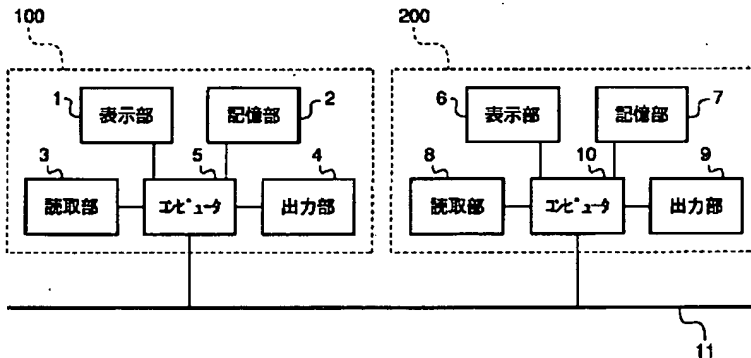 100
200
1
表示部
2
記憶部
6
表示部
7
記憶部
3
読取部
5
コンピュータ
4
出力部
8
読取部
10
コンピュータ
9
出力部
11